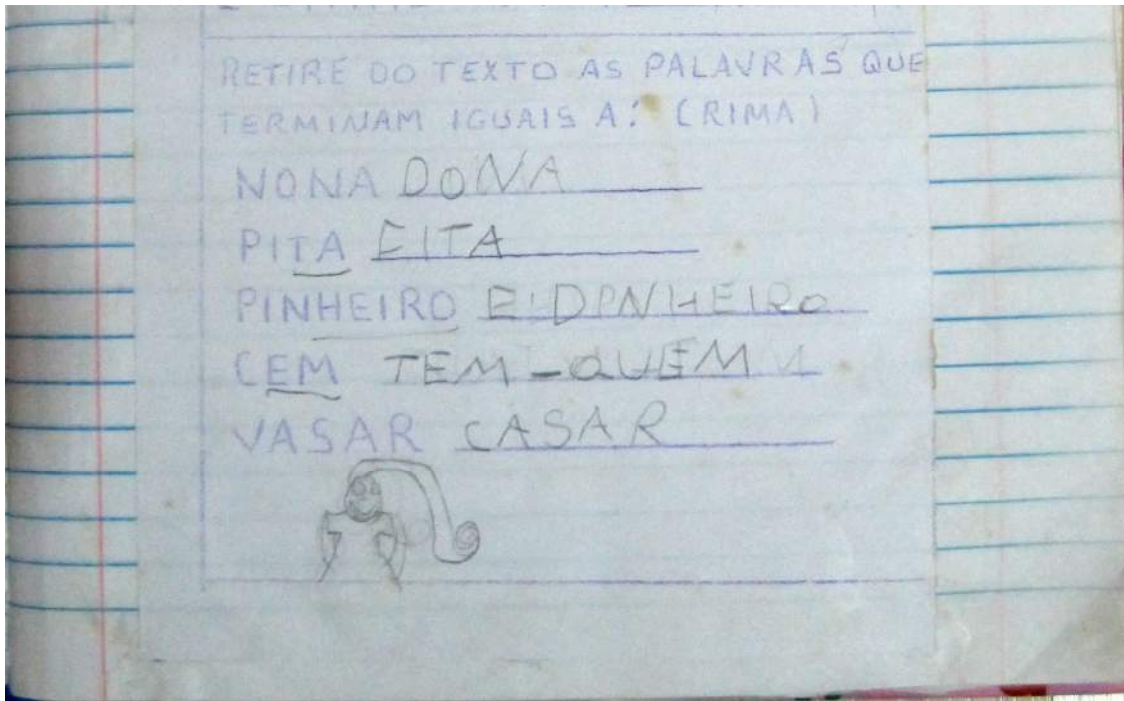 RETIRE DO TEXTO AS PALAVRAS QUE
TERMINAM IGUAIS A: (RIMA)
NONA DONA
PITA EITA
PINHEIRO E DPNHEIRO
CEM TEM - QUEM
VASAR CASAR